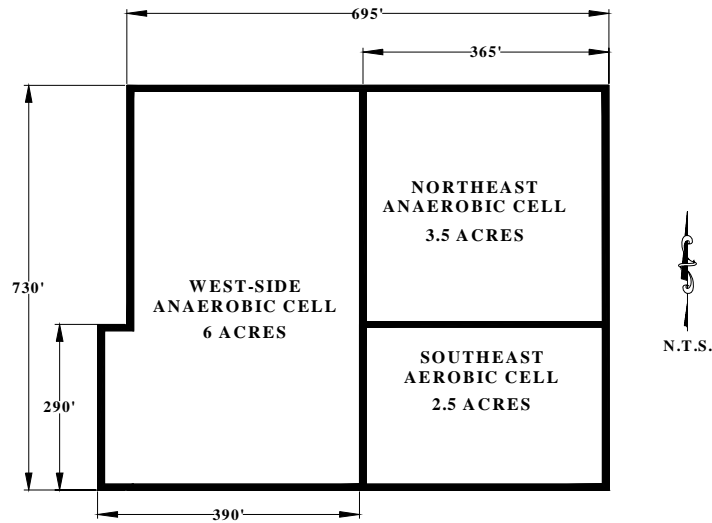 695'
365'
NORTHEAST
ANAEROBIC CELL
3.5 ACRES
730'
WEST-SIDE
ANAEROBIC CELL
6 ACRES
N.T.S.
SOUTHEAST
AEROBIC CELL
2.5 ACRES
290'
390'